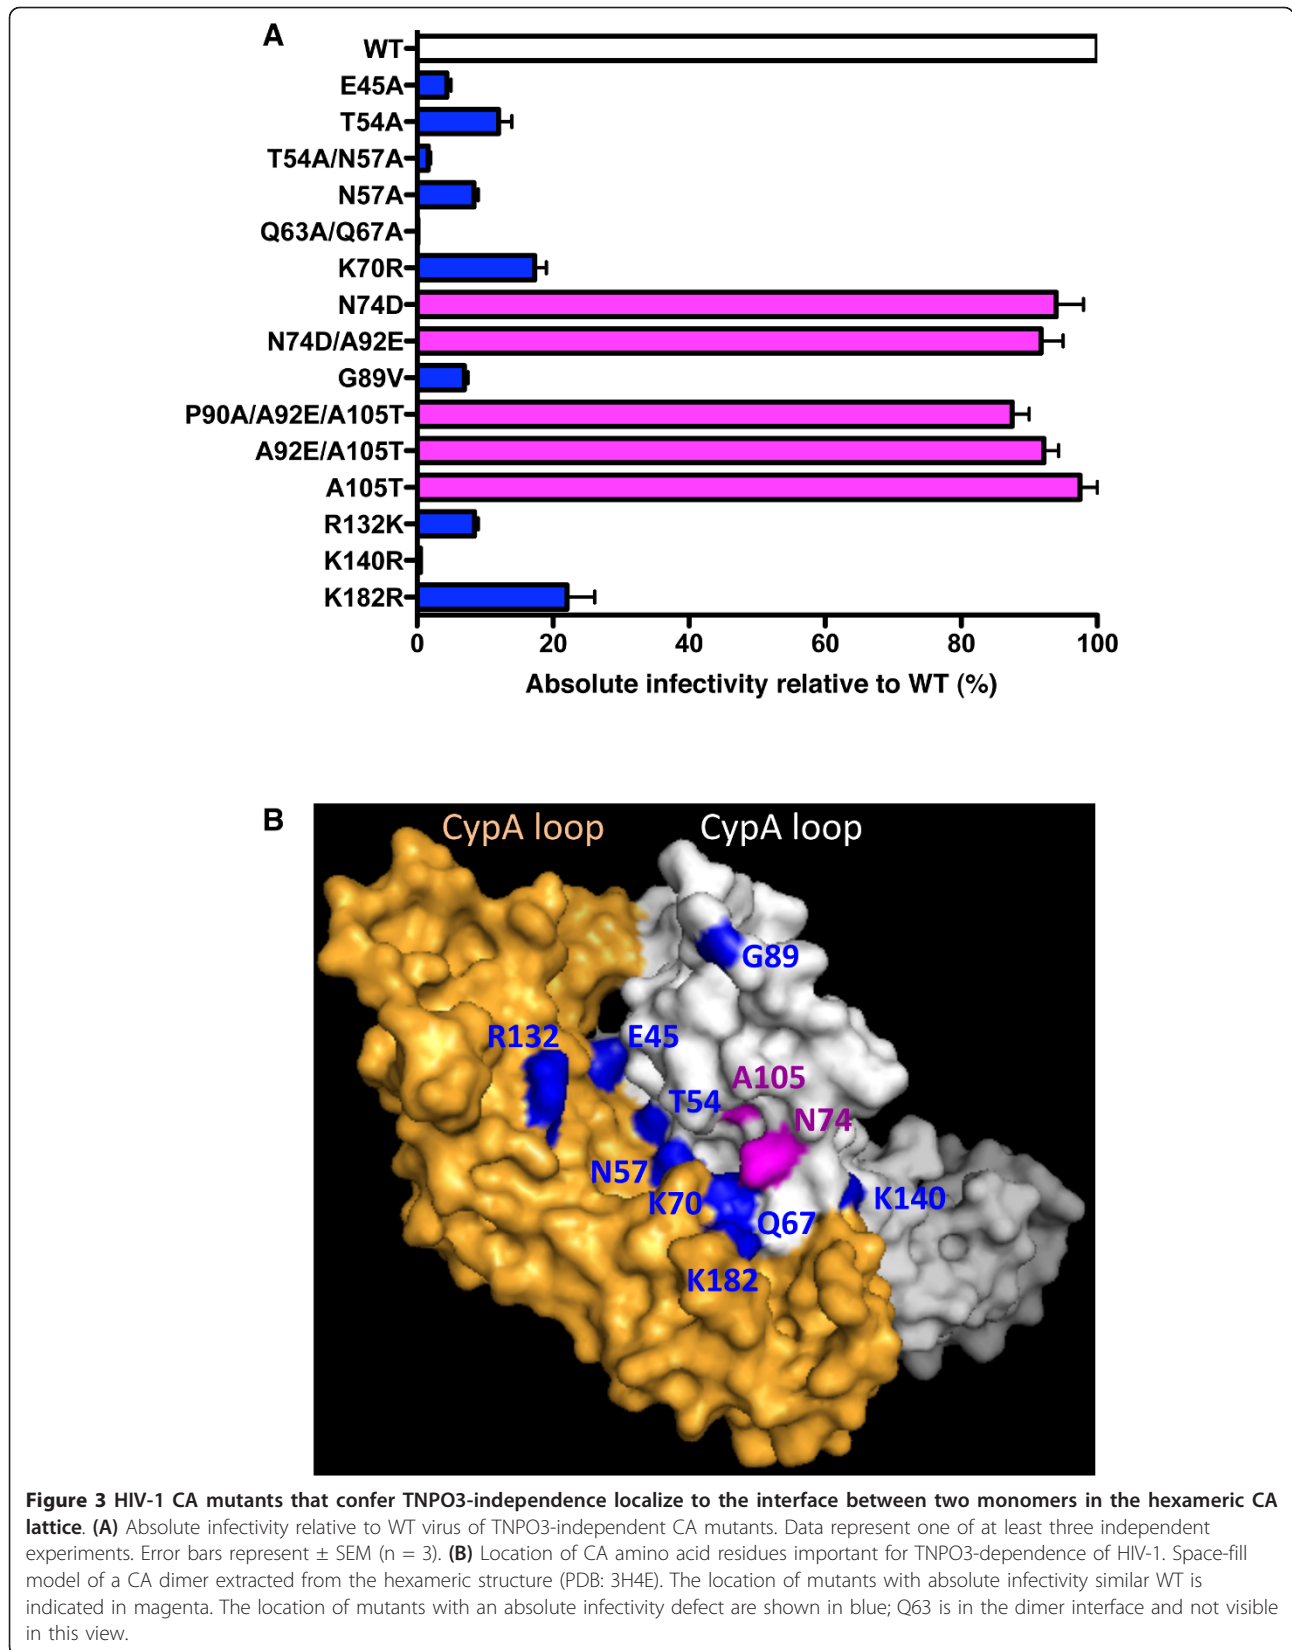 A
WT
E45A
T54A
T54A/N57A
N57A
Q63A/Q67A
K70R
N74D
N74D/A92E
G89V
P90A/A92E/A105T
A92E/A105T
A105T
R132K
K140R
K182R
0 20 40 60 80 100
Absolute infectivity relative to WT (%)
B
CypA loop CypA loop
G89
R132 E45
A105
T54
N74
N57
K70
K140
Q67
K182
Figure 3 HIV-1 CA mutants that confer TNPO3-independence localize to the interface between two monomers in the hexameric CA
lattice. (A) Absolute infectivity relative to WT virus of TNPO3-independent CA mutants. Data represent one of at least three independent
experiments. Error bars represent ± SEM (n = 3). (B) Location of CA amino acid residues important for TNPO3-dependence of HIV-1. Space-fill
model of a CA dimer extracted from the hexameric structure (PDB: 3H4E). The location of mutants with absolute infectivity similar WT is
indicated in magenta. The location of mutants with an absolute infectivity defect are shown in blue; Q63 is in the dimer interface and not visible
in this view.